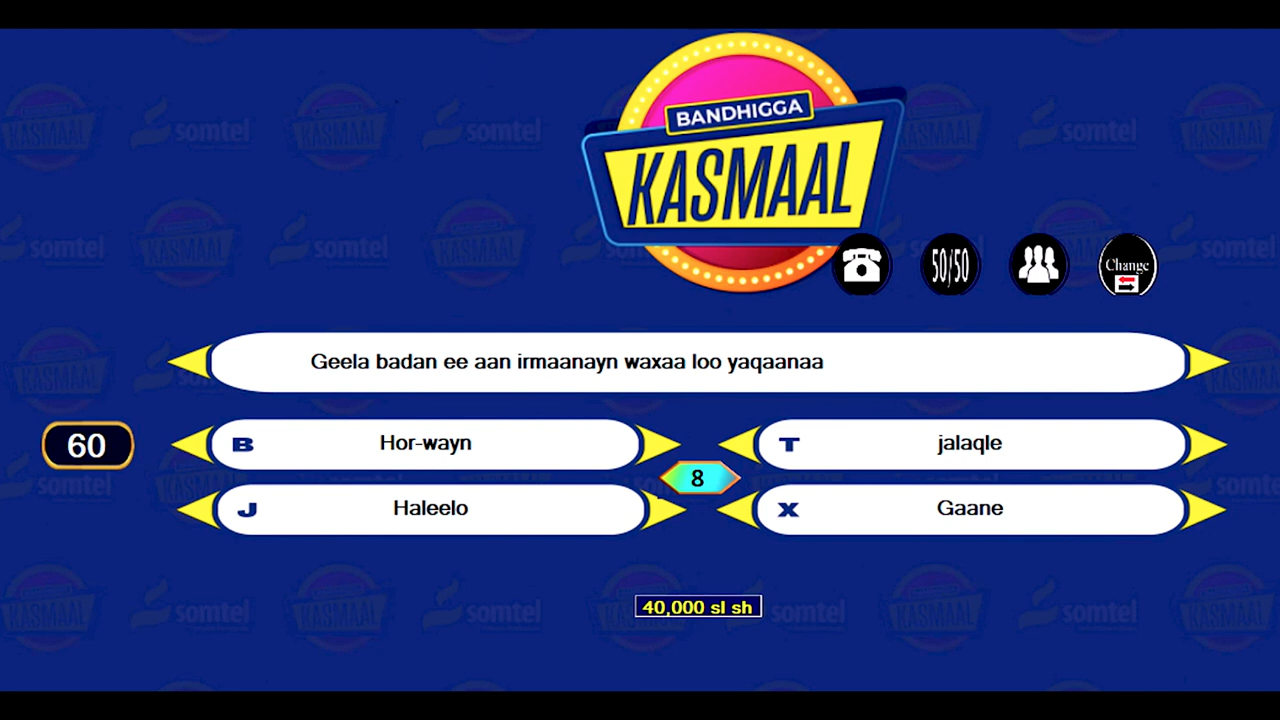 BANDHIGGA
KASMAAL
50/50
Change
Geela badan ee aan irmaanayn waxaa loo yaqaanaa
60
B Hor-wayn
T jalaqle
8
J Haleelo
X Gaane
40,000 sl sh
somtel